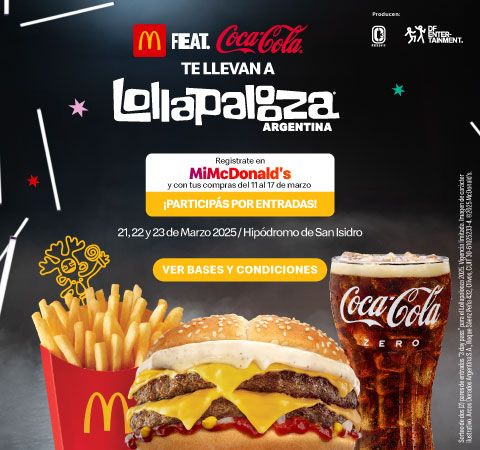 Producen:
M FEAT. Coca-Cola
DF
ENTER-
TAINMENT.
TE LLEVAN A
Lollapalooza
ARGENTINA
Registrate en
MiMcDonald's
y con tus compras del 11 al 17 de marzo
¡PARTICIPÁS POR ENTRADAS!
21, 22 y 23 de Marzo 2025 / Hipódromo de San Isidro
VER BASES Y CONDICIONES
Coca-Cola
ZERO
M